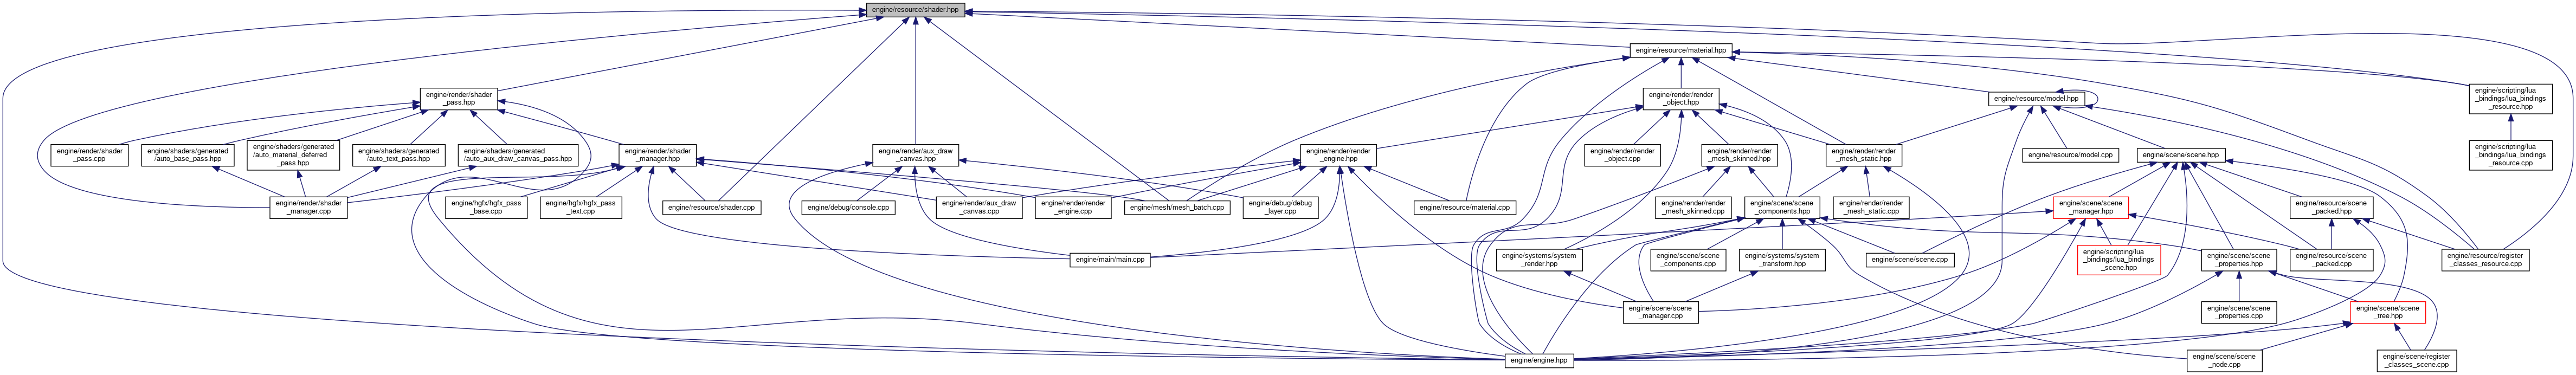 engine/resource/shader.hpp
engine/resource/material.hpp
engine/render/shader
_pass.hpp
engine/render/render
_object.hpp
engine/resource/model.hpp
engine/scripting/lua
_bindings/lua_bindings
_resource.hpp
engine/render/shader
_pass.cpp
engine/shaders/generated
/auto_base_pass.hpp
engine/shaders/generated
/auto_material_deferred
_pass.hpp
engine/shaders/generated
/auto_text_pass.hpp
engine/shaders/generated
/auto_aux_draw_canvas_pass.hpp
engine/render/shader
_manager.hpp
engine/render/aux_draw
_canvas.hpp
engine/render/render
_engine.hpp
engine/render/render
_object.cpp
engine/render/render
_mesh_skinned.hpp
engine/render/render
_mesh_static.hpp
engine/resource/model.cpp
engine/scene/scene.hpp
engine/scripting/lua
_bindings/lua_bindings
_resource.cpp
engine/render/shader
_manager.cpp
engine/hgfx/hgfx_pass
_base.cpp
engine/hgfx/hgfx_pass
_text.cpp
engine/resource/shader.cpp
engine/debug/console.cpp
engine/render/aux_draw
_canvas.cpp
engine/render/render
_engine.cpp
engine/mesh/mesh_batch.cpp
engine/debug/debug
_layer.cpp
engine/resource/material.cpp
engine/render/render
_mesh_skinned.cpp
engine/scene/scene
_components.hpp
engine/render/render
_mesh_static.cpp
engine/scene/scene
_manager.hpp
engine/resource/scene
_packed.hpp
engine/main/main.cpp
engine/systems/system
_render.hpp
engine/scene/scene
_components.cpp
engine/systems/system
_transform.hpp
engine/scene/scene.cpp
engine/scripting/lua
_bindings/lua_bindings
_scene.hpp
engine/scene/scene
_properties.hpp
engine/resource/scene
_packed.cpp
engine/resource/register
_classes_resource.cpp
engine/scene/scene
_manager.cpp
engine/scene/scene
_properties.cpp
engine/scene/scene
_tree.hpp
engine/engine.hpp
engine/scene/scene
_node.cpp
engine/scene/register
_classes_scene.cpp